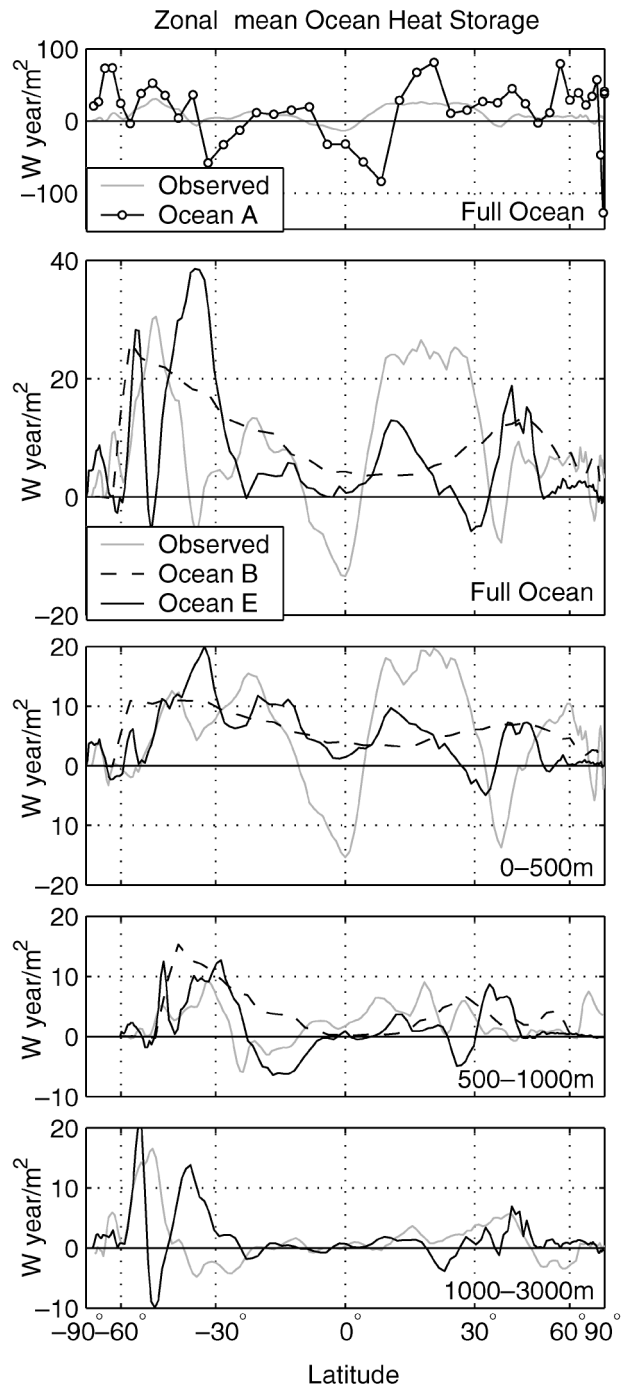 Zonal mean Ocean Heat Storage
100
0
−100
W year/m²
Observed
Ocean A
Full Ocean
40
20
0
−20
W year/m²
Observed
Ocean B
Ocean E
Full Ocean
20
10
0
−10
−20
W year/m²
0−500m
20
10
0
−10
W year/m²
500−1000m
20
10
0
−10
W year/m²
1000−3000m
−90° −60° −30° 0° 30° 60° 90°
Latitude